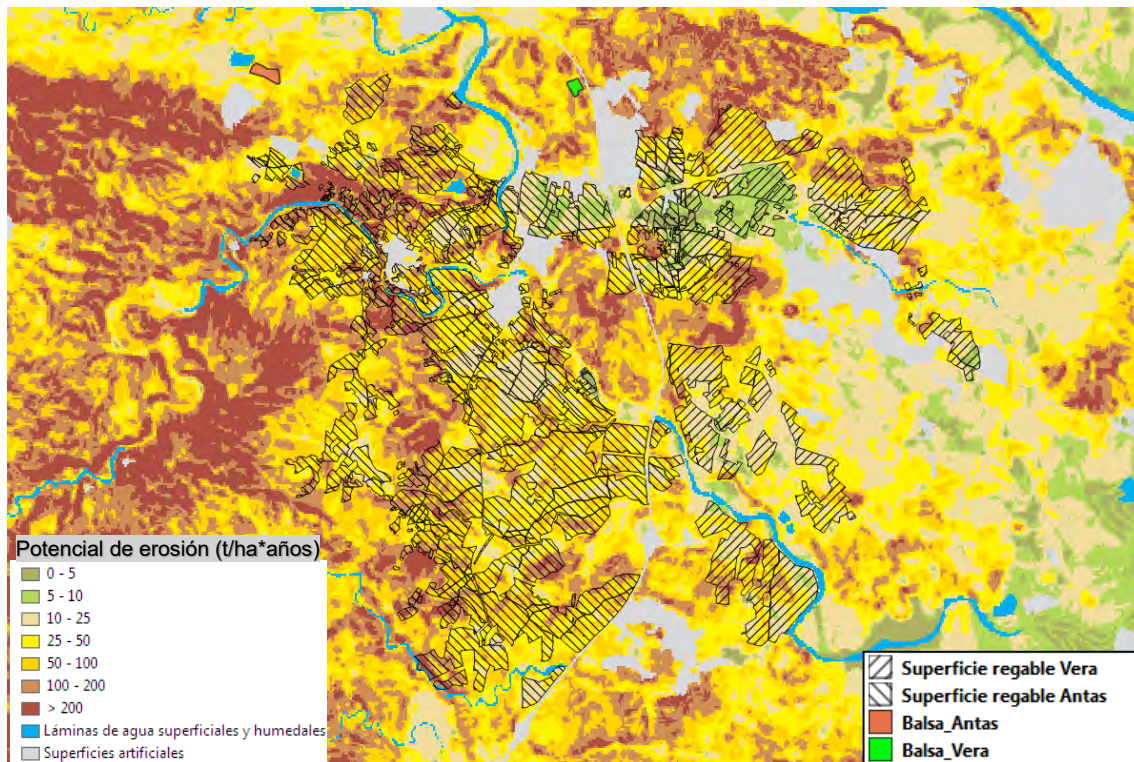 Potencial de erosión (t/ha*años)
0 - 5
5 - 10
10 - 25
25 - 50
50 - 100
100 - 200
> 200
Láminas de agua superficiales y humedales
Superficies artificiales
Superficie regable Vera
Superficie regable Antas
Balsa_Antas
Balsa_Vera